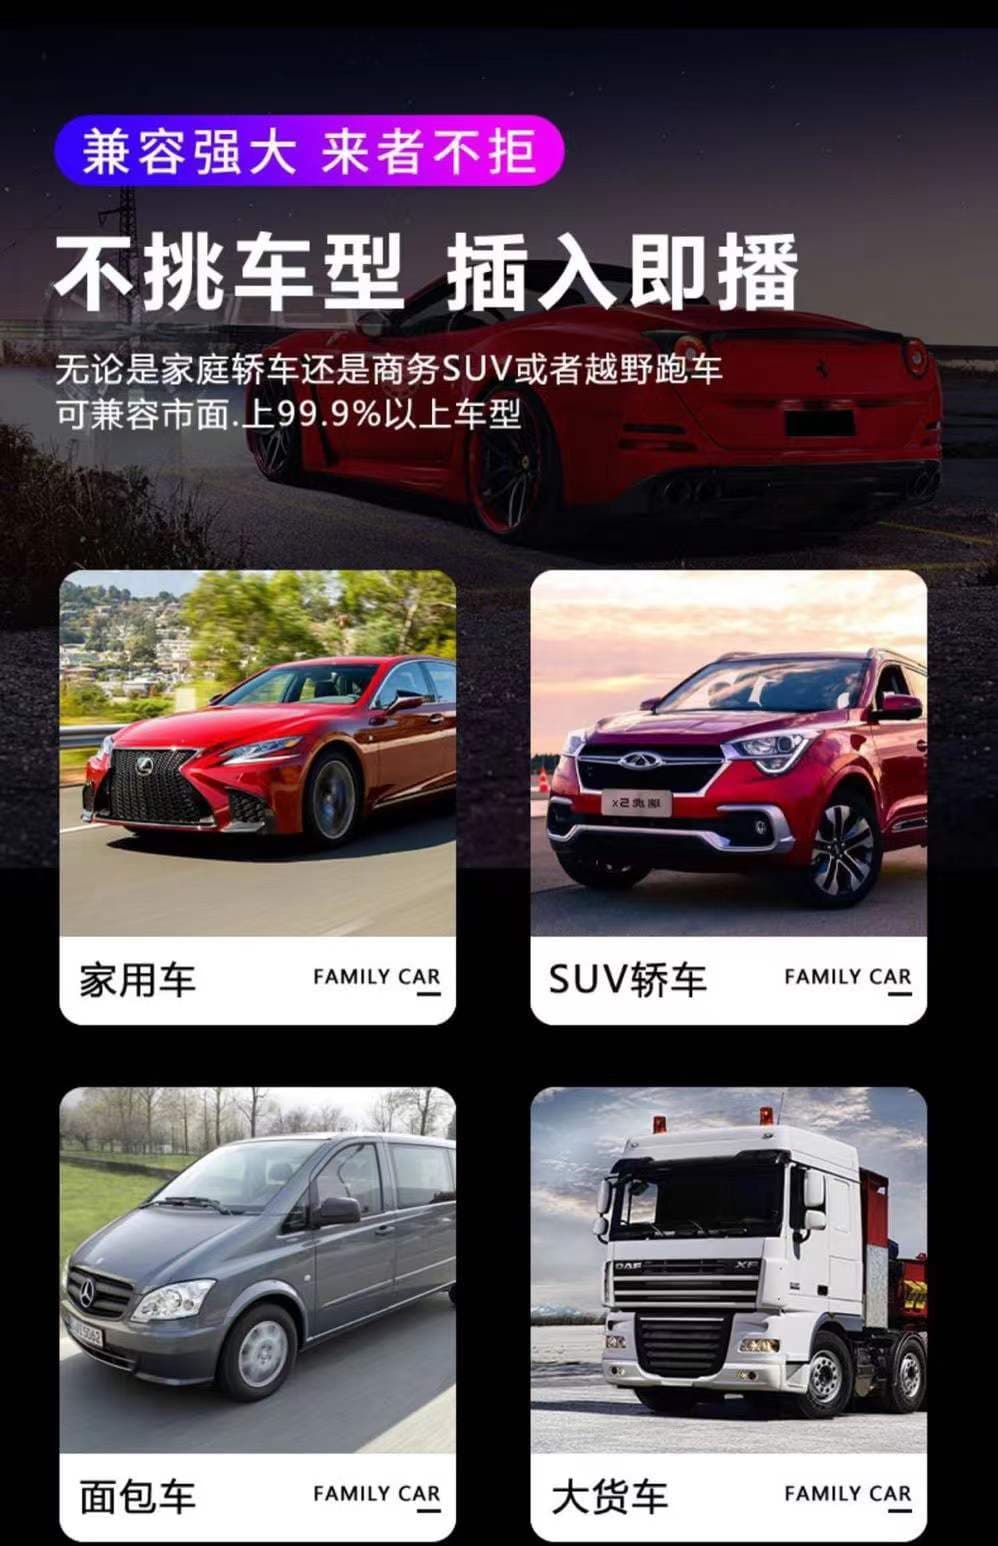 兼容强大 来者不拒
不挑车型 插入即播
无论是家庭轿车还是商务SUV或者越野跑车
可兼容市面.上99.9%以上车型
家用车 FAMILY CAR
SUV轿车 FAMILY CAR
DAF XF
面包车 FAMILY CAR
大货车 FAMILY CAR